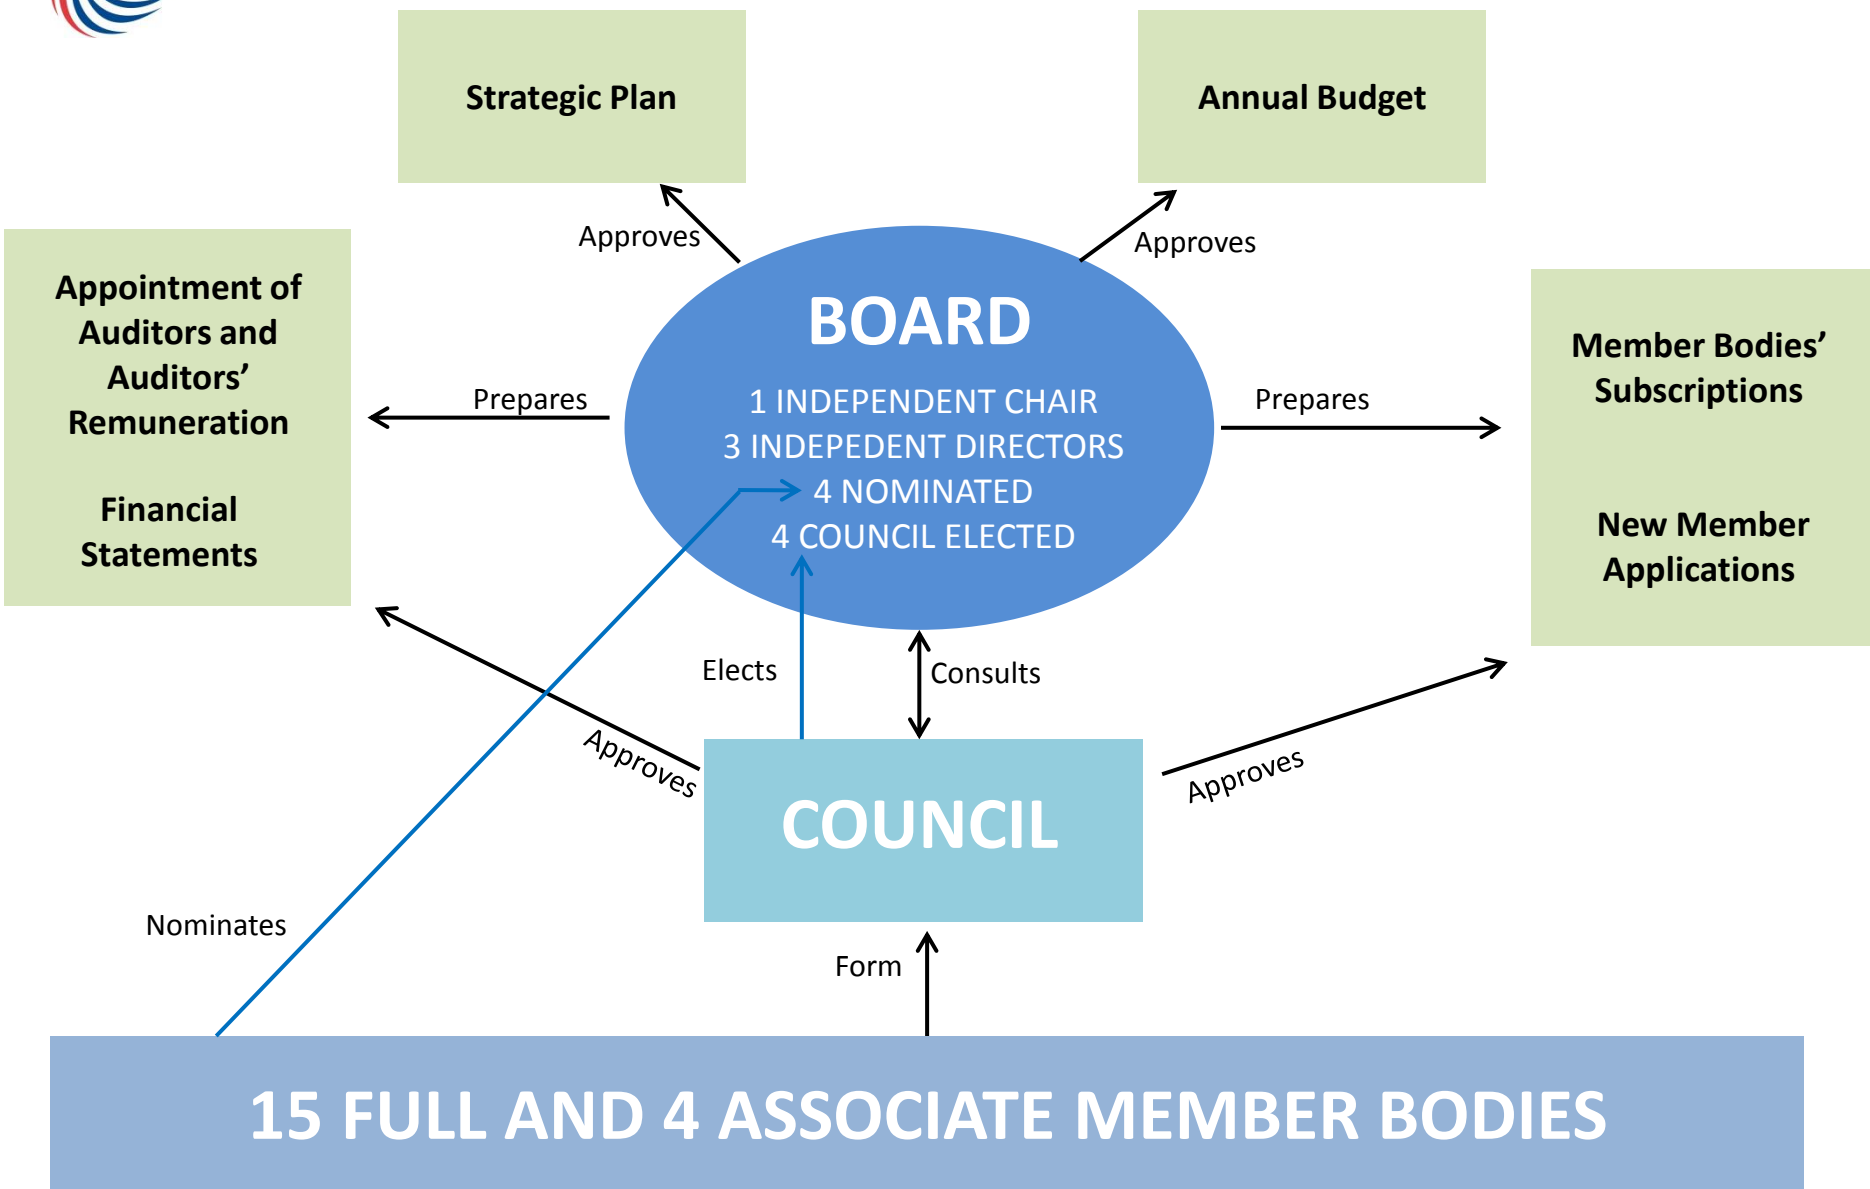 Strategic Plan
Annual Budget
Approves
Approves
Appointment of
Auditors and
Auditors’
Remuneration
Financial
Statements
Prepares
BOARD
1 INDEPENDENT CHAIR
3 INDEPEDENT DIRECTORS
4 NOMINATED
4 COUNCIL ELECTED
Prepares
Member Bodies’
Subscriptions
New Member
Applications
Elects
Consults
Approves
Approves
COUNCIL
Nominates
Form
15 FULL AND 4 ASSOCIATE MEMBER BODIES